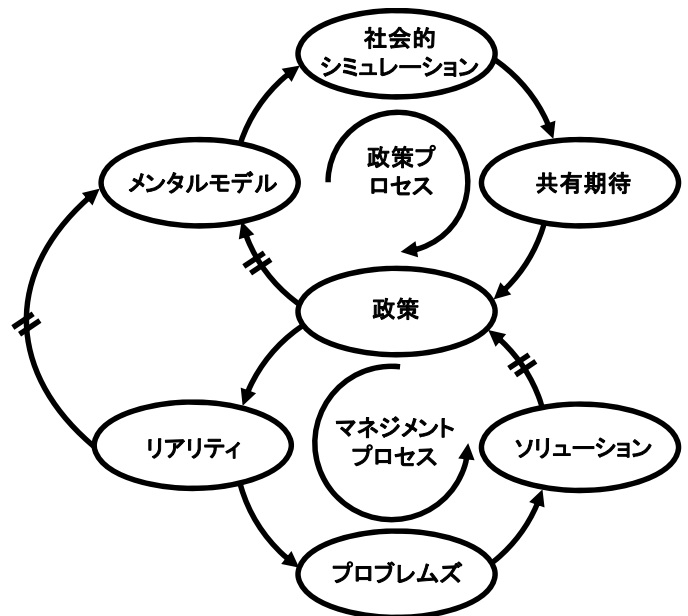 社会的
シミュレーション
政策プ
ロセス
メンタルモデル
共有期待
政策
マネジメント
プロセス
リアリティ
ソリューション
プロブレムズ